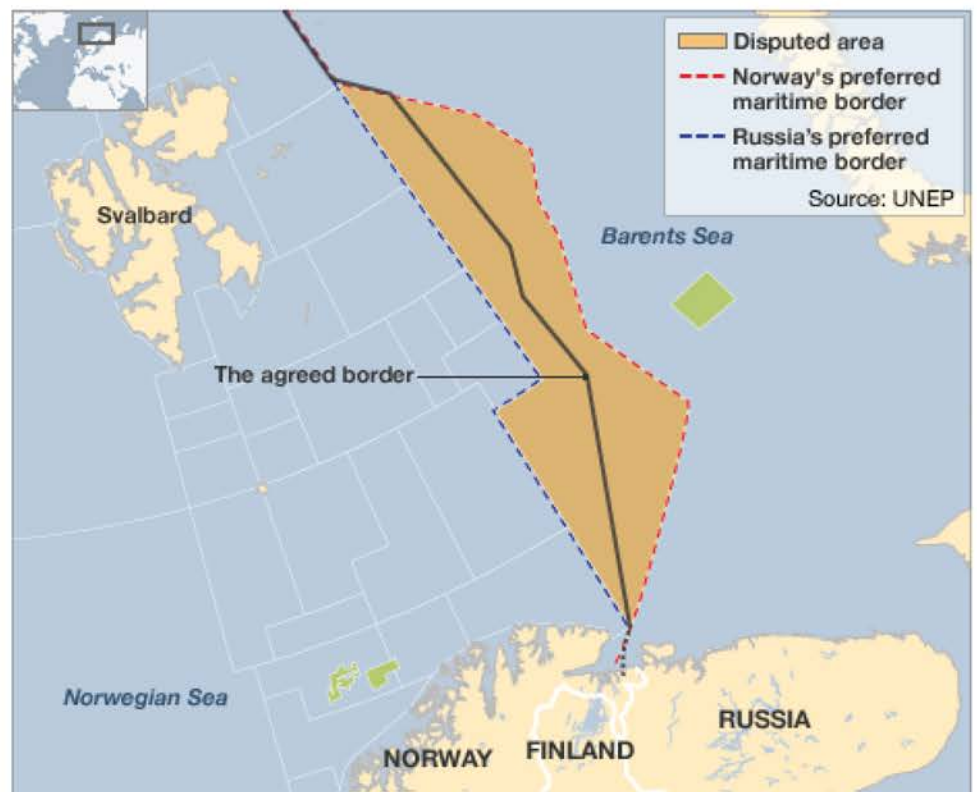 Disputed area
Norway's preferred
maritime border
Russia's preferred
maritime border
Source: UNEP
Svalbard
Barents Sea
The agreed border
Norwegian Sea
NORWAY
FINLAND
RUSSIA